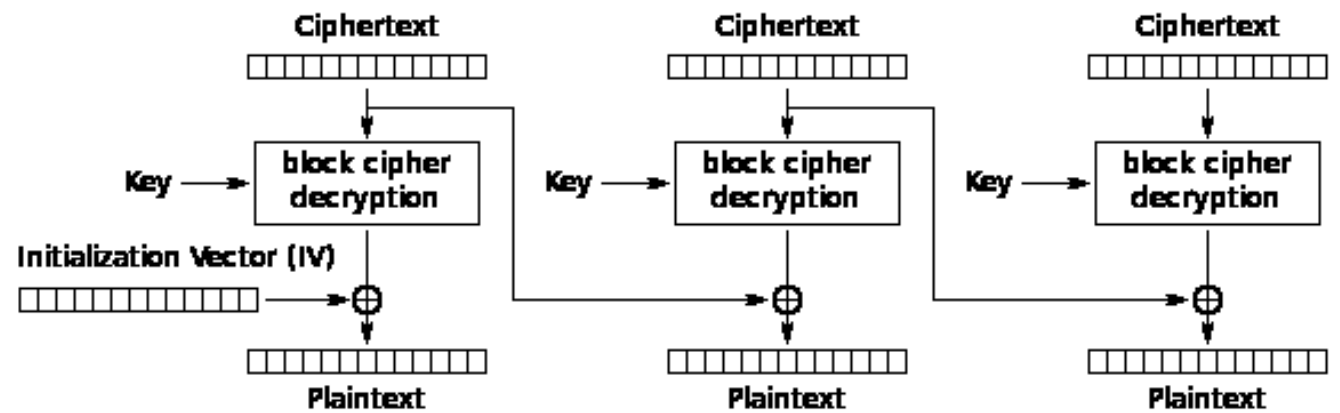 Ciphertext
Ciphertext
Ciphertext
Key
block cipher
decryption
Key
block cipher
decryption
Key
block cipher
decryption
Initialization Vector (IV)
Plaintext
Plaintext
Plaintext